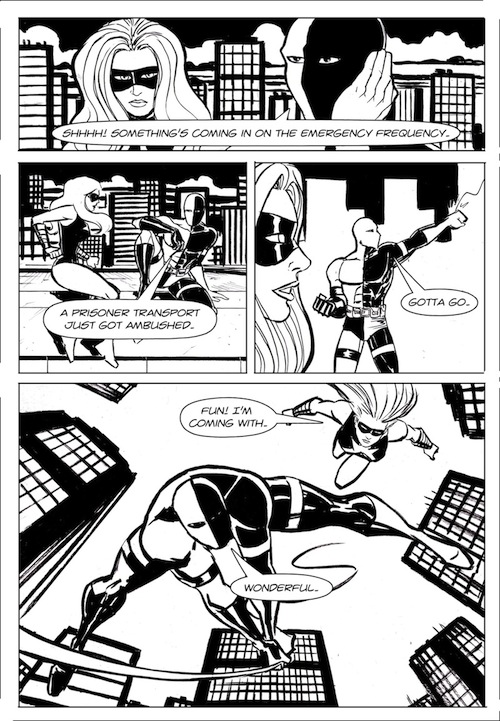 SHHHH! SOMETHING'S COMING IN ON THE EMERGENCY FREQUENCY..
A PRISONER TRANSPORT
JUST GOT AMBUSHED..
GOTTA GO..
FUN! I'M
COMING WITH..
WONDERFUL..